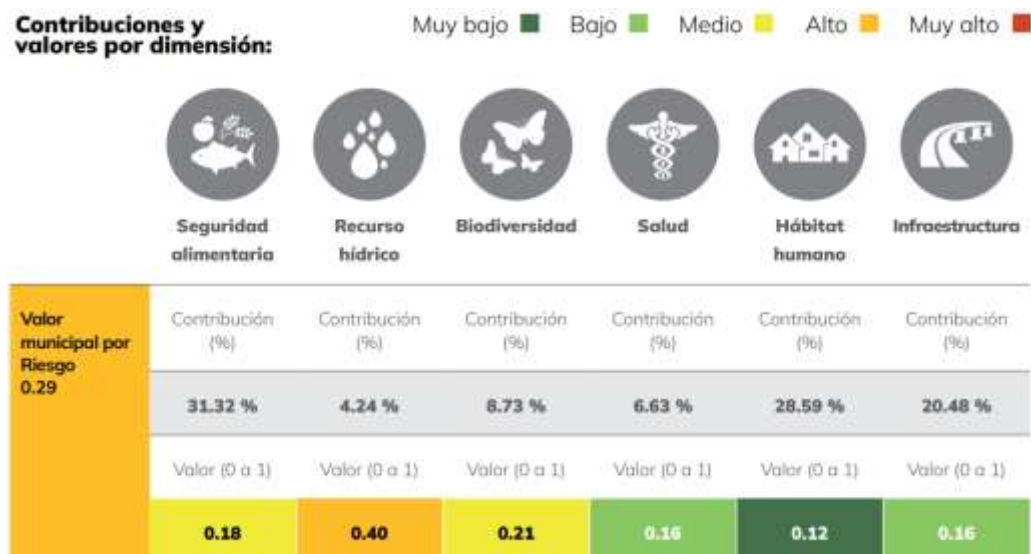 Contribuciones y
valores por dimensión:
Muy bajo Bajo Medio Alto Muy alto
Seguridad alimentaria
Recurso hídrico
Biodiversidad
Salud
Hábitat humano
Infraestructura
Valor
municipal por
Riesgo
0.29
Contribución (%) Contribución (%) Contribución (%) Contribución (%) Contribución (%) Contribución (%)
31.32 % 4.24 % 8.73 % 6.63 % 28.59 % 20.48 %
Valor (0 a 1) Valor (0 a 1) Valor (0 a 1) Valor (0 a 1) Valor (0 a 1) Valor (0 a 1)
0.18 0.40 0.21 0.16 0.12 0.16